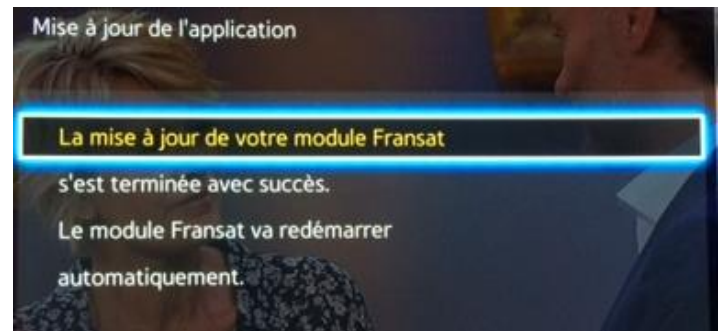 Mise à jour de l'application
La mise à jour de votre module Fransat
s'est terminée avec succès.
Le module Fransat va redémarrer
automatiquement.